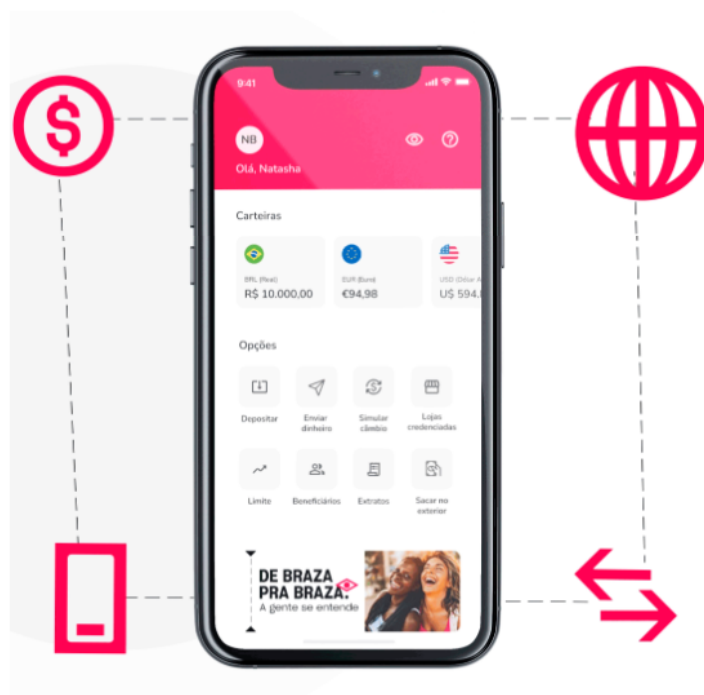 $
9:41
NB
Olá, Natasha
Carteiras
BRL (Real)
EUR (Euro)
USD (Dólar A
R$ 10.000,00
€94,98
U$ 594,
Opções
Depositar
Enviar
dinheiro
Simular
câmbio
Lojas
credenciadas
Limite
Beneficiários
Extratos
Sacar no
exterior
DE BRAZA
PRA BRAZA.
A gente se entende